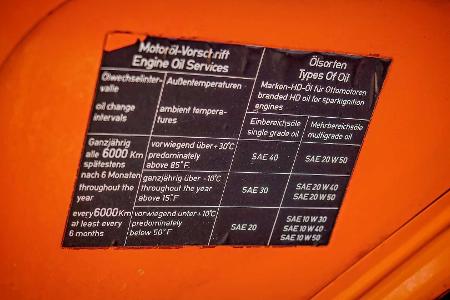 Motoröl-Vorschrift
Engine Oil Services
Ölsorten
Types Of Oil
Ölwechselinter-
valle
oil change
intervals
Außentemperaturen
ambient tempera-
tures
Marken-HD-Öl für Ottomotoren
branded HD oil for sparkignition
engines
Einbereichsöle
single grade oil
Mehrbereichsöle
multigrade oil
Ganzjährig
alle 6000 Km
spätestens
nach 6 Monaten
throughout the
year
every 6000 Km
at least every
6 months
vorwiegend über +30°C
predominately
above 85°F
SAE 40
SAE 20 W 50
ganzjährig über -10°C
throughout the year
above 15°F
SAE 30
SAE 20 W 40
SAE 20 W 50
vorwiegend unter +10°C
predominately
below 50°F
SAE 20
SAE 10 W 30
SAE 10 W 40
SAE 10 W 50